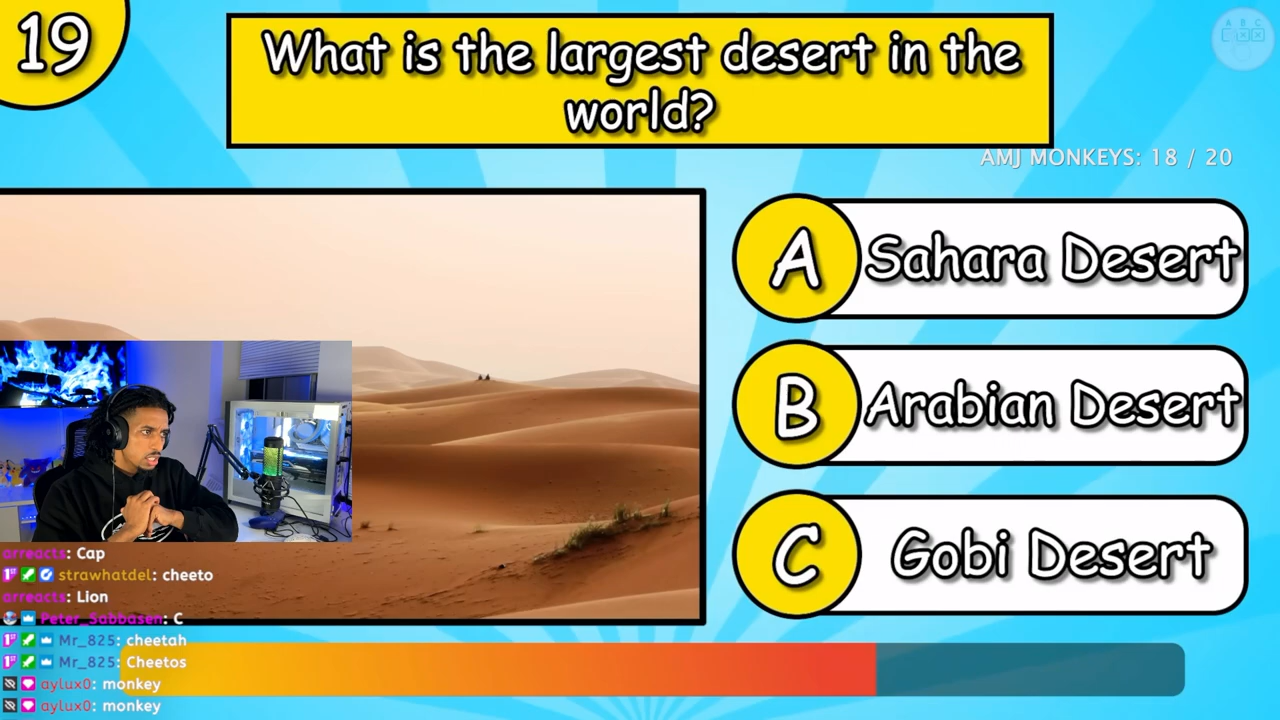 19
What is the largest desert in the
world?
AMJ MONKEYS: 18 / 20
A Sahara Desert
B Arabian Desert
C Gobi Desert
arreacts: Cap
strawhatdel: cheeto
arreacts: Lion
Peter_Sabbasen: C
Mr_825: cheetah
Mr_825: Cheetos
aylux0: monkey
aylux0: monkey